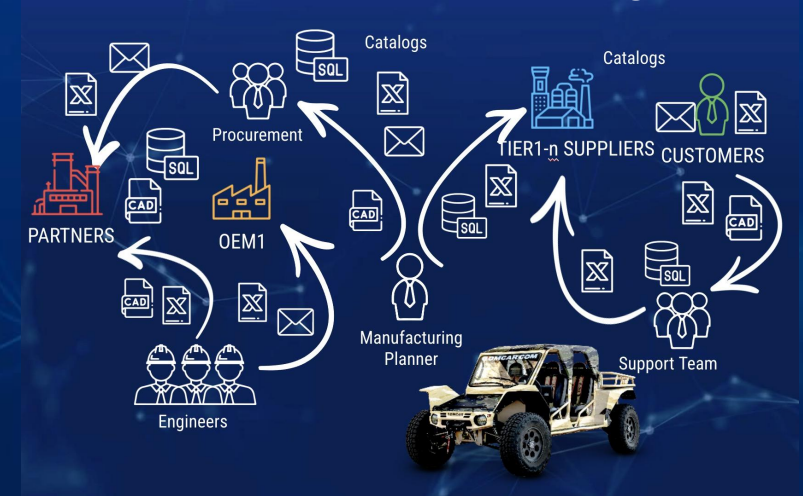 Catalogs
SQL
X
Procurement
Catalogs
X
X
SQL
CAD
PARTNERS
OEM1
TIER1-n SUPPLIERS
CUSTOMERS
CAD
SQL
X
X
CAD
CAD
X
X
X
SQL
Manufacturing
Planner
Support Team
Engineers